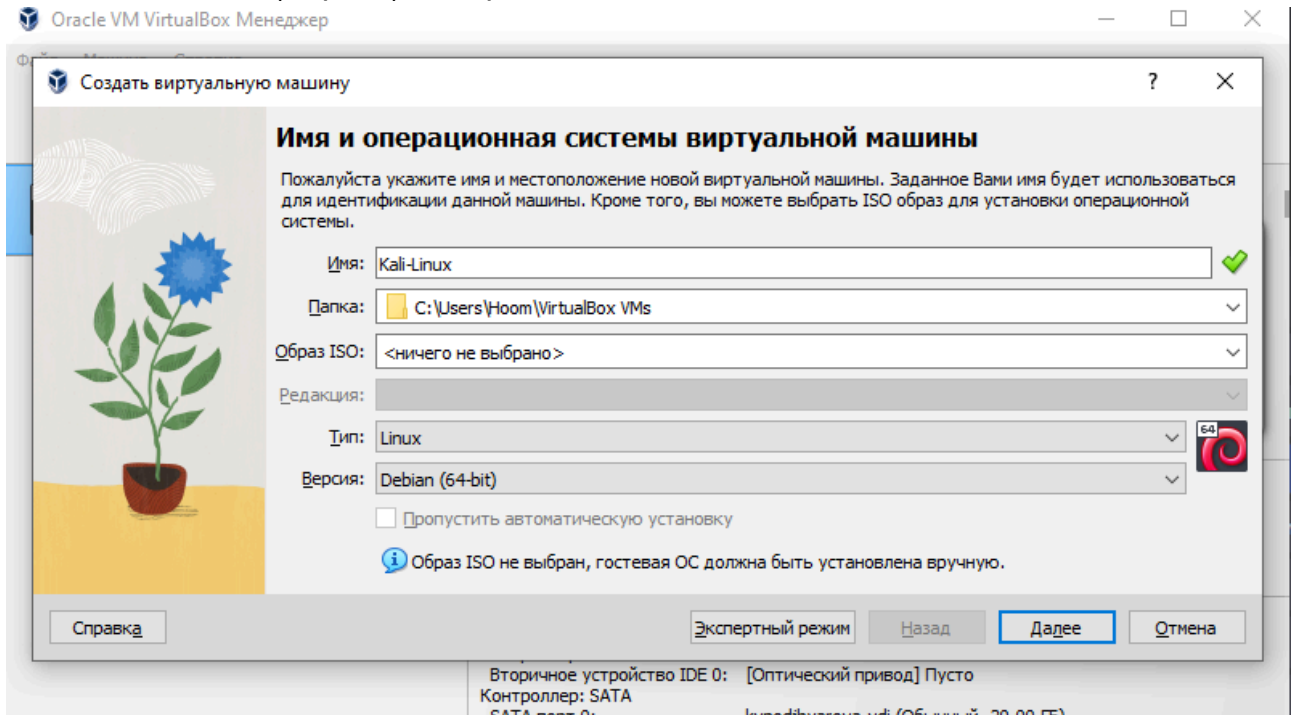 Oracle VM VirtualBox Менеджер
Создать виртуальную машину
?
Имя и операционная системы виртуальной машины
Пожалуйста укажите имя и местоположение новой виртуальной машины. Заданное Вами имя будет использоваться
для идентификации данной машины. Кроме того, вы можете выбрать ISO образ для установки операционной
системы.
Имя: Kali-Linux
Папка: C:\Users\Hoom\VirtualBox VMs
Образ ISO: <ничего не выбрано>
Редакция:
Тип: Linux
64
Версия: Debian (64-bit)
Пропустить автоматическую установку
Образ ISO не выбран, гостевая ОС должна быть установлена вручную.
Справка Экспертный режим Назад Далее Отмена
Вторичное устройство IDE 0: [Оптический привод] Пусто
Контроллер: SATA